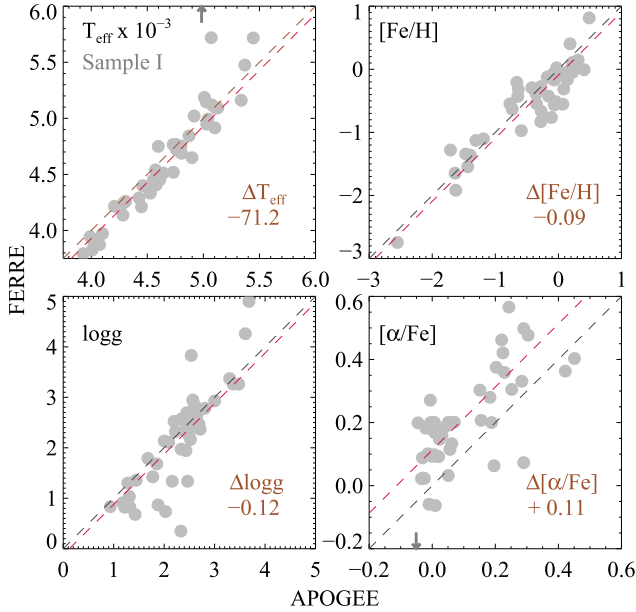 6.0
5.5
5.0
4.5
4.0
T_eff x 10^−3
Sample I
ΔT_eff
−71.2
4.0 4.5 5.0 5.5 6.0
1
0
−1
−2
−3
[Fe/H]
Δ[Fe/H]
−0.09
−3 −2 −1 0 1
FERRE
5
4
3
2
1
0
logg
Δlogg
−0.12
0 1 2 3 4 5
0.6
0.4
0.2
0.0
−0.2
[α/Fe]
Δ[α/Fe]
+ 0.11
−0.2 0.0 0.2 0.4 0.6
APOGEE